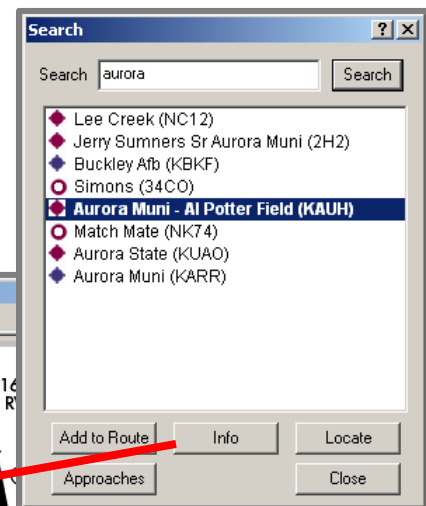 Search
Search aurora Search
Lee Creek (NC12)
Jerry Sumners Sr Aurora Muni (2H2)
Buckley Afb (KBKF)
Simons (34CO)
Aurora Muni - Al Potter Field (KAUH)
Match Mate (NK74)
Aurora State (KUAO)
Aurora Muni (KARR)
16
Add to Route Info Locate
Approaches Close